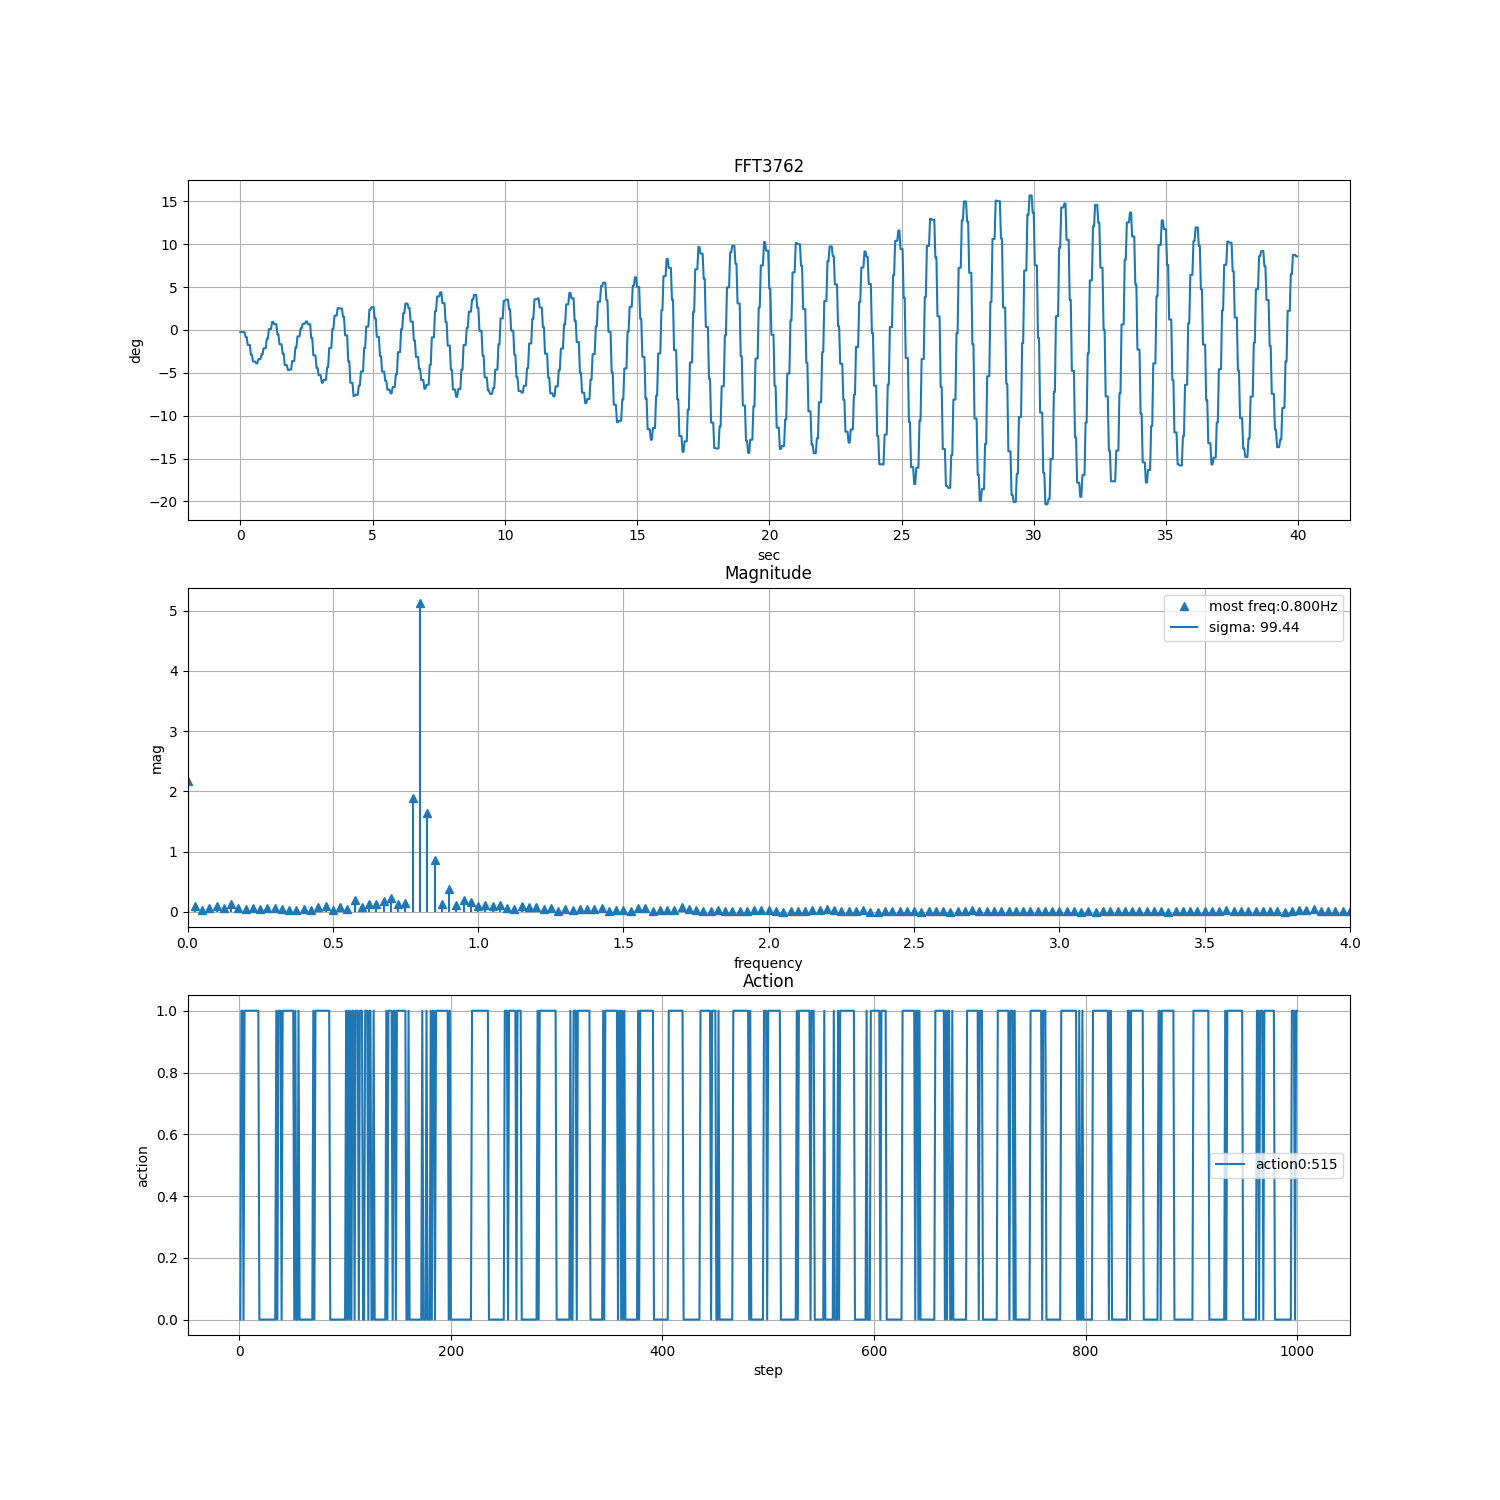 FFT3762
15
10
5
0
−5
−10
−15
−20
deg
0 5 10 15 20 25 30 35 40
sec
Magnitude
most freq:0.800Hz
sigma: 99.44
5
4
3
2
1
0
mag
0.0 0.5 1.0 1.5 2.0 2.5 3.0 3.5 4.0
frequency
Action
1.0
0.8
0.6
0.4
0.2
0.0
action
action0:515
0 200 400 600 800 1000
step